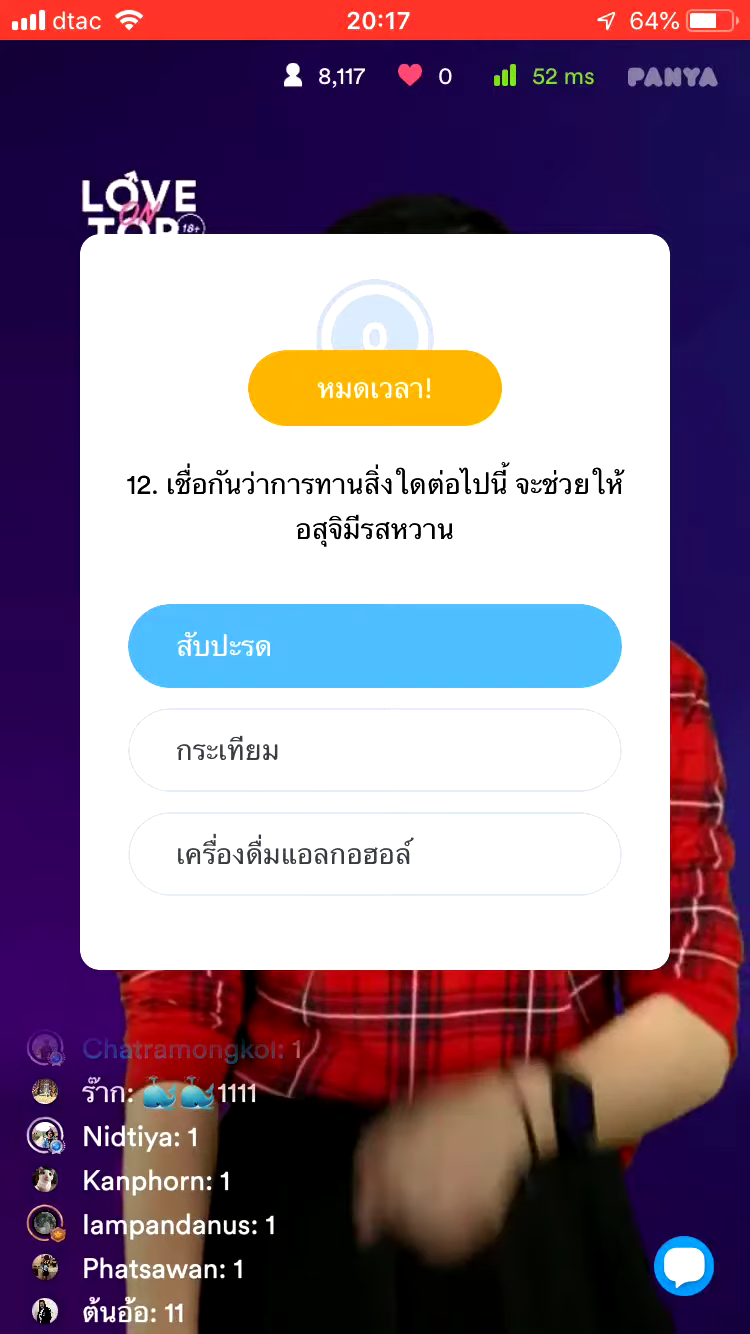 dtac 20:17 64%
8,117 0 52 ms PANYA
LOVE
ON
TOP 18+
0
หมดเวลา!
12. เชื่อกันว่าการทานสิ่งใดต่อไปนี้ จะช่วยให้
อสุจิมีรสหวาน
สับปะรด
กระเทียม
เครื่องดื่มแอลกอฮอล์
Chatramongkol: 1
ร๊าก: 🐳🐳1111
Nidtiya: 1
Kanphorn: 1
Iampandanus: 1
Phatsawan: 1
ต้นอ้อ: 11